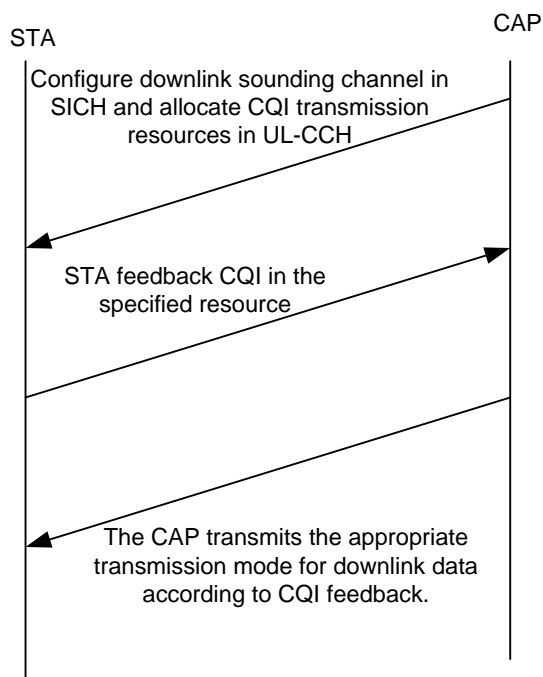 STA
CAP
Configure downlink sounding channel in
SICH and allocate CQI transmission
resources in UL-CCH
STA feedback CQI in the
specified resource
The CAP transmits the appropriate
transmission mode for downlink data
according to CQI feedback.